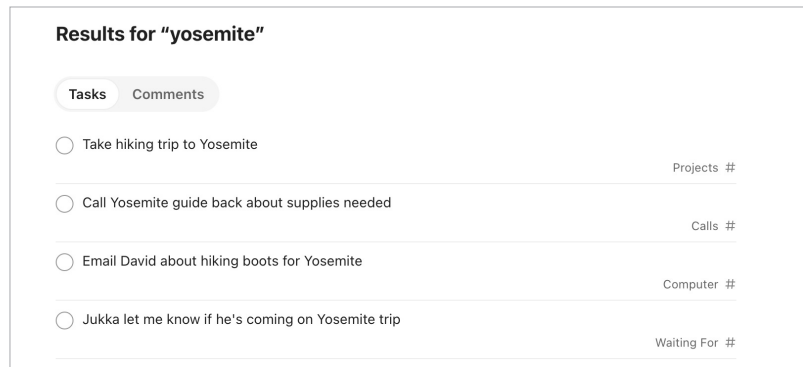 Results for “yosemite”
Tasks Comments
Take hiking trip to Yosemite
Projects #
Call Yosemite guide back about supplies needed
Calls #
Email David about hiking boots for Yosemite
Computer #
Jukka let me know if he's coming on Yosemite trip
Waiting For #